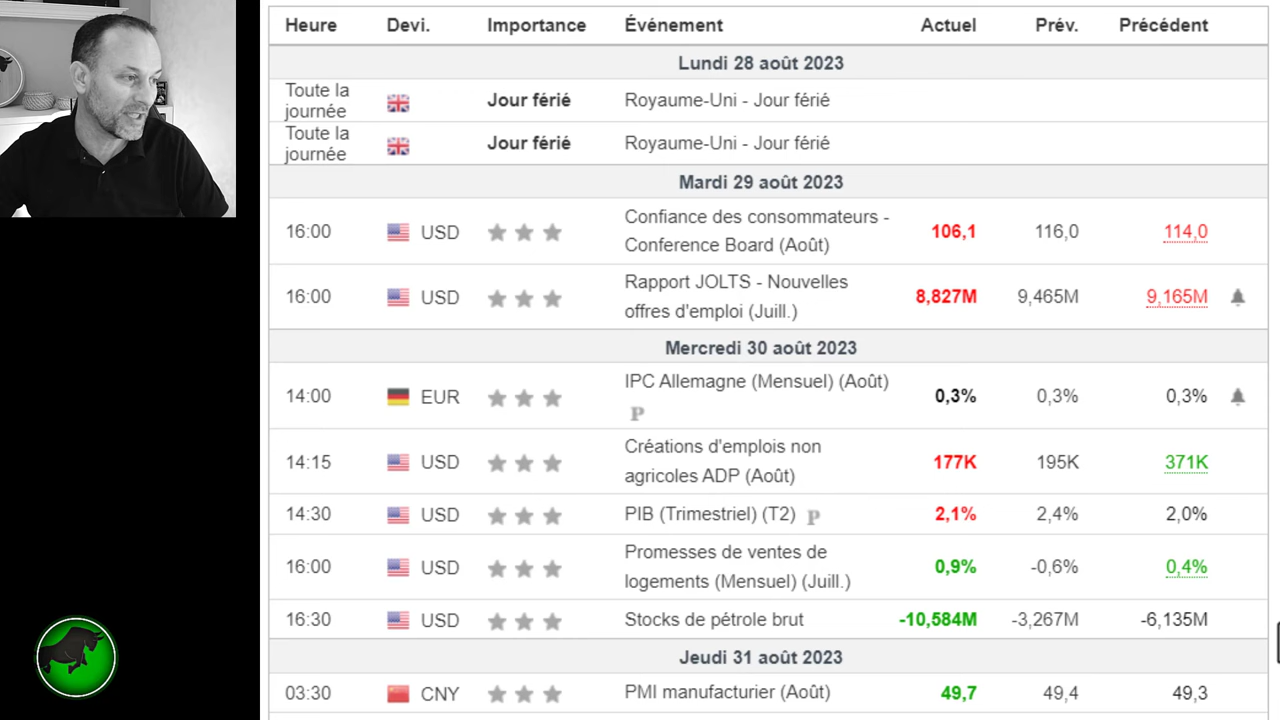 Heure Devi. Importance Événement Actuel Prév. Précédent
Lundi 28 août 2023
Toute la journée Jour férié Royaume-Uni - Jour férié
Toute la journée Jour férié Royaume-Uni - Jour férié
Mardi 29 août 2023
16:00 USD Confiance des consommateurs - Conference Board (Août) 106,1 116,0 114,0
16:00 USD Rapport JOLTS - Nouvelles offres d'emploi (Juill.) 8,827M 9,465M 9,165M
Mercredi 30 août 2023
14:00 EUR IPC Allemagne (Mensuel) (Août) P 0,3% 0,3% 0,3%
14:15 USD Créations d'emplois non agricoles ADP (Août) 177K 195K 371K
14:30 USD PIB (Trimestriel) (T2) P 2,1% 2,4% 2,0%
16:00 USD Promesses de ventes de logements (Mensuel) (Juill.) 0,9% -0,6% 0,4%
16:30 USD Stocks de pétrole brut -10,584M -3,267M -6,135M
Jeudi 31 août 2023
03:30 CNY PMI manufacturier (Août) 49,7 49,4 49,3